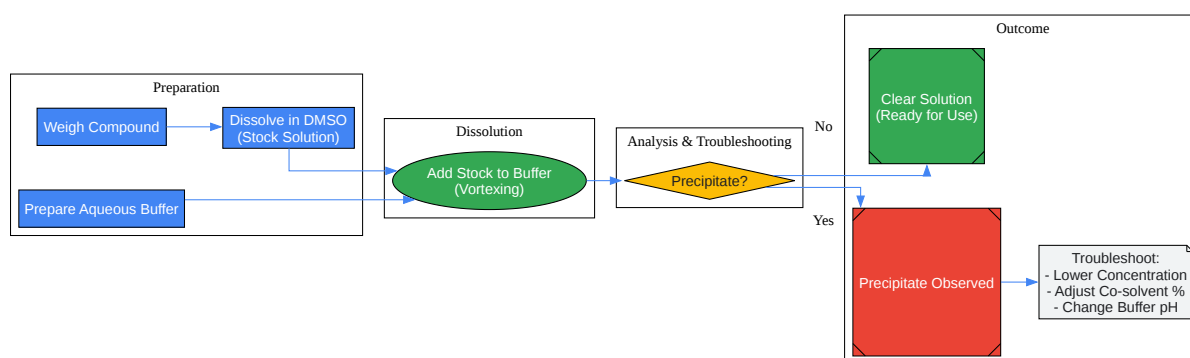 Preparation
Weigh Compound
Dissolve in DMSO
(Stock Solution)
Prepare Aqueous Buffer
Dissolution
Add Stock to Buffer
(Vortexing)
Analysis & Troubleshooting
Precipitate?
No
Yes
Outcome
Clear Solution
(Ready for Use)
Precipitate Observed
Troubleshoot:
- Lower Concentration
- Adjust Co-solvent %
- Change Buffer pH